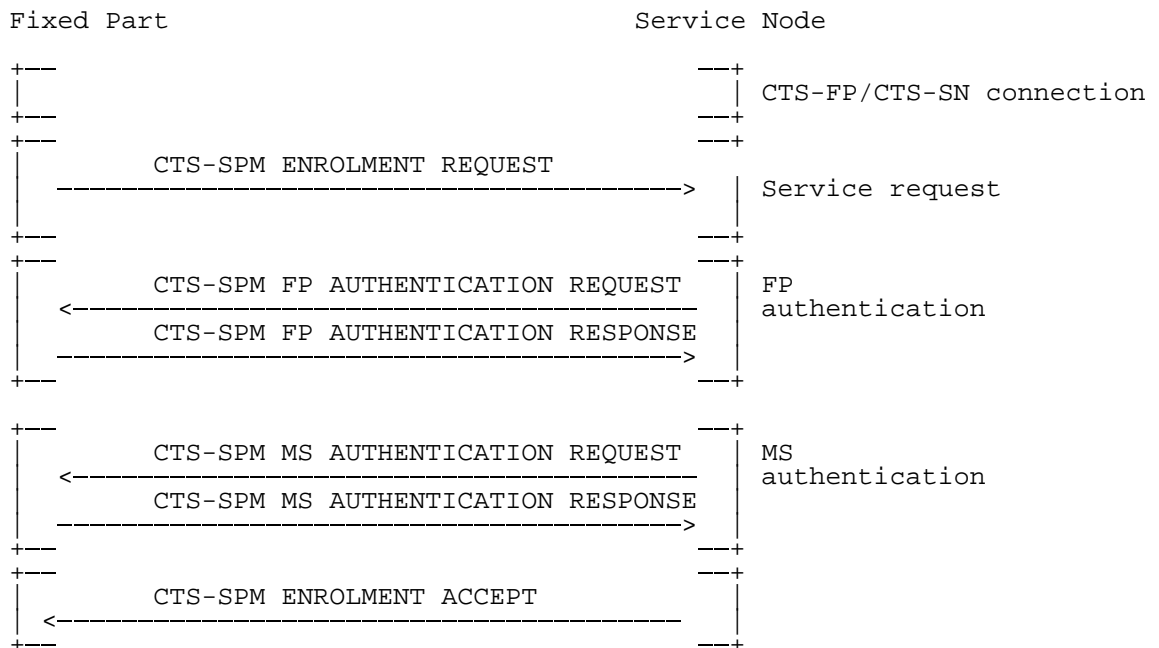 Fixed Part Service Node
CTS-FP/CTS-SN connection
CTS-SPM ENROLMENT REQUEST
Service request
CTS-SPM FP AUTHENTICATION REQUEST FP
authentication
CTS-SPM FP AUTHENTICATION RESPONSE
CTS-SPM MS AUTHENTICATION REQUEST MS
authentication
CTS-SPM MS AUTHENTICATION RESPONSE
CTS-SPM ENROLMENT ACCEPT